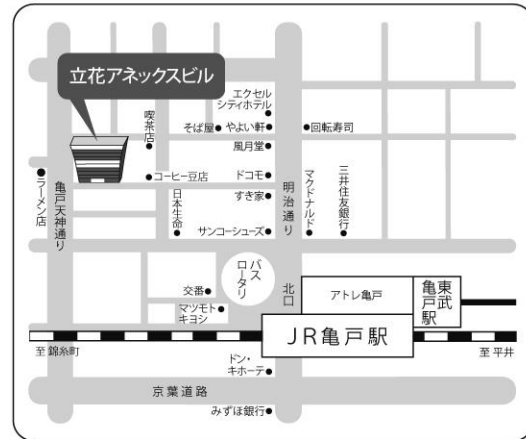 立花アネックスビル
喫茶店
エクセル
シティホテル
そば屋
やよい軒
回転寿司
風月堂
ラーメン店
亀戸天神通り
コーヒー豆店
日本生命
ドコモ
すき家
サンコーシューズ
明治通り
マクドナルド
三井住友銀行
バス
ロータリー
交番
マツモト
キヨシ
北口
アトレ亀戸
東武
亀戸駅
JR亀戸駅
至 錦糸町
至 平井
ドン・
キホーテ
京葉道路
みずほ銀行